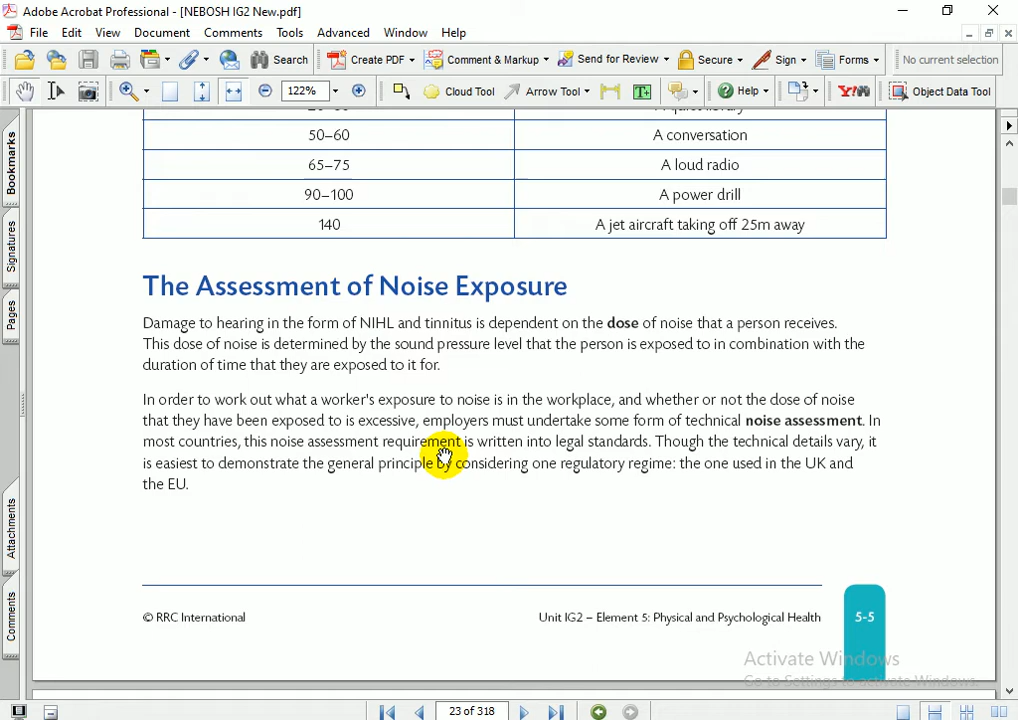 Adobe Acrobat Professional - [NEBOSH IG2 New.pdf]
File Edit View Document Comments Tools Advanced Window Help
Search Create PDF Comment & Markup Send for Review Secure Sign Forms No current selection
122% Cloud Tool Arrow Tool Help Y! Object Data Tool
A quiet library
50–60 A conversation
65–75 A loud radio
90–100 A power drill
140 A jet aircraft taking off 25m away
The Assessment of Noise Exposure
Damage to hearing in the form of NIHL and tinnitus is dependent on the dose of noise that a person receives.
This dose of noise is determined by the sound pressure level that the person is exposed to in combination with the
duration of time that they are exposed to it for.
In order to work out what a worker's exposure to noise is in the workplace, and whether or not the dose of noise
that they have been exposed to is excessive, employers must undertake some form of technical noise assessment. In
most countries, this noise assessment requirement is written into legal standards. Though the technical details vary, it
is easiest to demonstrate the general principle by considering one regulatory regime: the one used in the UK and
the EU.
© RRC International Unit IG2 – Element 5: Physical and Psychological Health 5-5
Activate Windows
Go to Settings to activate Windows.
Bookmarks
Signatures
Pages
Attachments
Comments
23 of 318